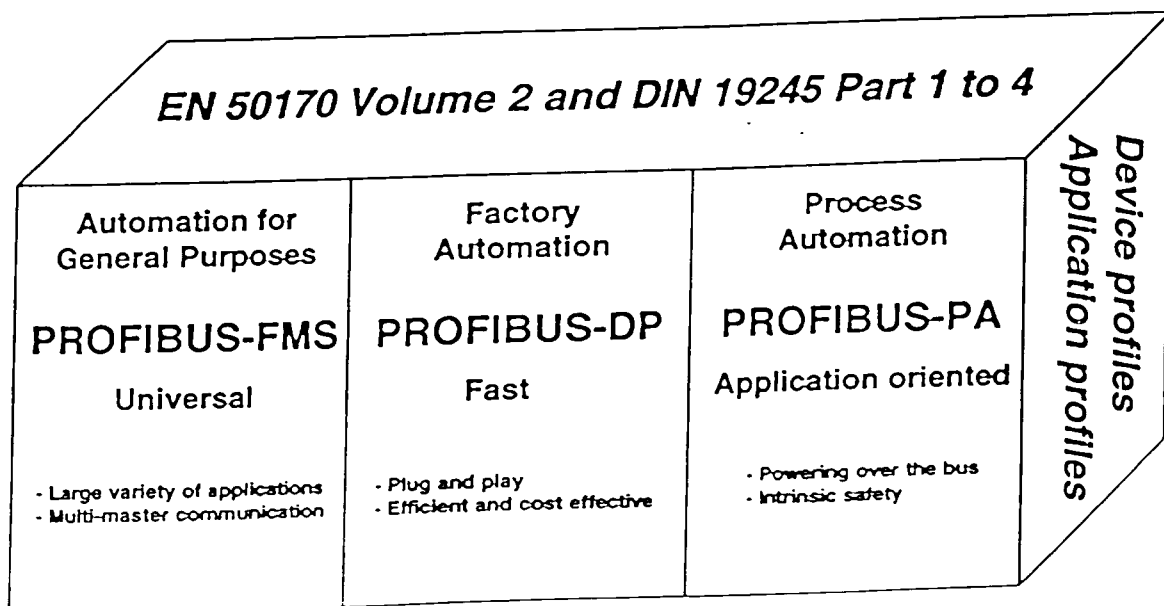 EN 50170 Volume 2 and DIN 19245 Part 1 to 4
Automation for
General Purposes
PROFIBUS-FMS
Universal
- Large variety of applications
- Multi-master communication
Factory
Automation
PROFIBUS-DP
Fast
- Plug and play
- Efficient and cost effective
Process
Automation
PROFIBUS-PA
Application oriented
- Powering over the bus
- Intrinsic safety
Device profiles
Application profiles